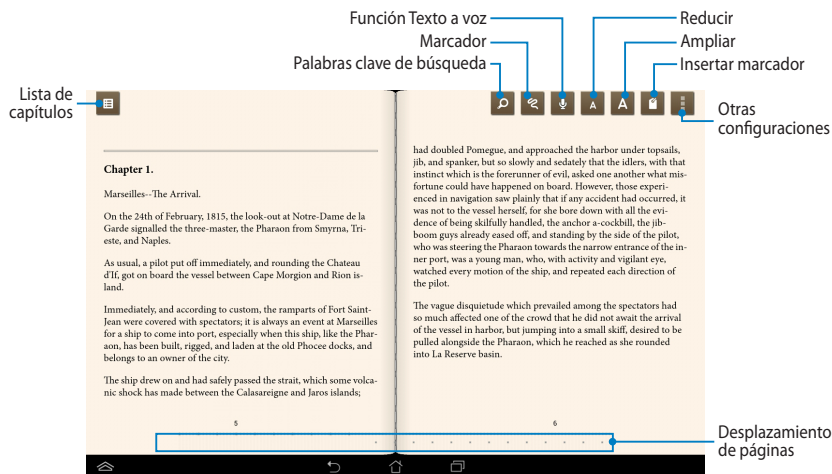 Función Texto a voz
Marcador
Palabras clave de búsqueda
Reducir
Ampliar
Insertar marcador
Lista de
capítulos
Otras
configuraciones
A
A
Chapter 1.
Marseilles--The Arrival.
On the 24th of February, 1815, the look-out at Notre-Dame de la
Garde signalled the three-master, the Pharaon from Smyrna, Tri-
este, and Naples.
As usual, a pilot put off immediately, and rounding the Chateau
d'If, got on board the vessel between Cape Morgion and Rion is-
land.
Immediately, and according to custom, the ramparts of Fort Saint-
Jean were covered with spectators; it is always an event at Marseilles
for a ship to come into port, especially when this ship, like the Phar-
aon, has been built, rigged, and laden at the old Phocee docks, and
belongs to an owner of the city.
The ship drew on and had safely passed the strait, which some volca-
nic shock has made between the Calasareigne and Jaros islands;
5
had doubled Pomegue, and approached the harbor under topsails,
jib, and spanker, but so slowly and sedately that the idlers, with that
instinct which is the forerunner of evil, asked one another what mis-
fortune could have happened on board. However, those experi-
enced in navigation saw plainly that if any accident had occurred, it
was not to the vessel herself, for she bore down with all the evi-
dence of being skilfully handled, the anchor a-cockbill, the jib-
boom guys already eased off, and standing by the side of the pilot,
who was steering the Pharaon towards the narrow entrance of the in-
ner port, was a young man, who, with activity and vigilant eye,
watched every motion of the ship, and repeated each direction of
the pilot.
The vague disquietude which prevailed among the spectators had
so much affected one of the crowd that he did not await the arrival
of the vessel in harbor, but jumping into a small skiff, desired to be
pulled alongside the Pharaon, which he reached as she rounded
into La Reserve basin.
6
Desplazamiento
de páginas